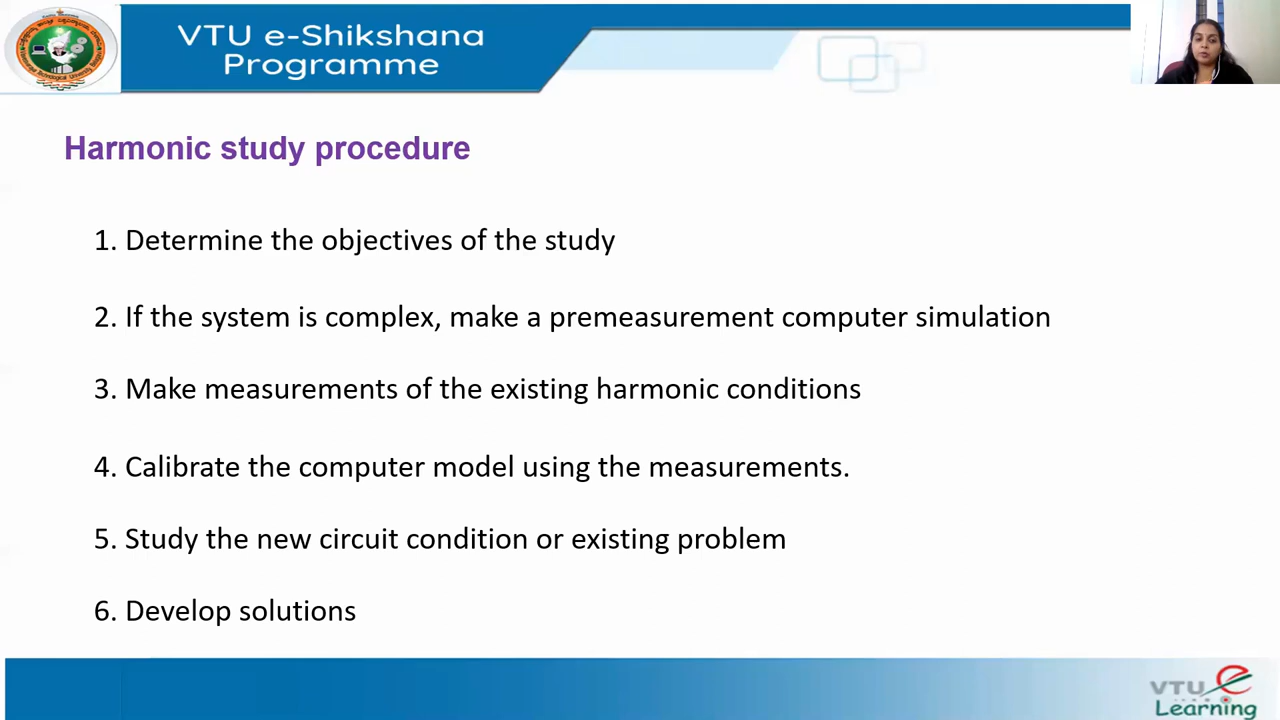 VTU e-Shikshana
Programme
Harmonic study procedure
1. Determine the objectives of the study
2. If the system is complex, make a premeasurement computer simulation
3. Make measurements of the existing harmonic conditions
4. Calibrate the computer model using the measurements.
5. Study the new circuit condition or existing problem
6. Develop solutions
VTU e
Learning